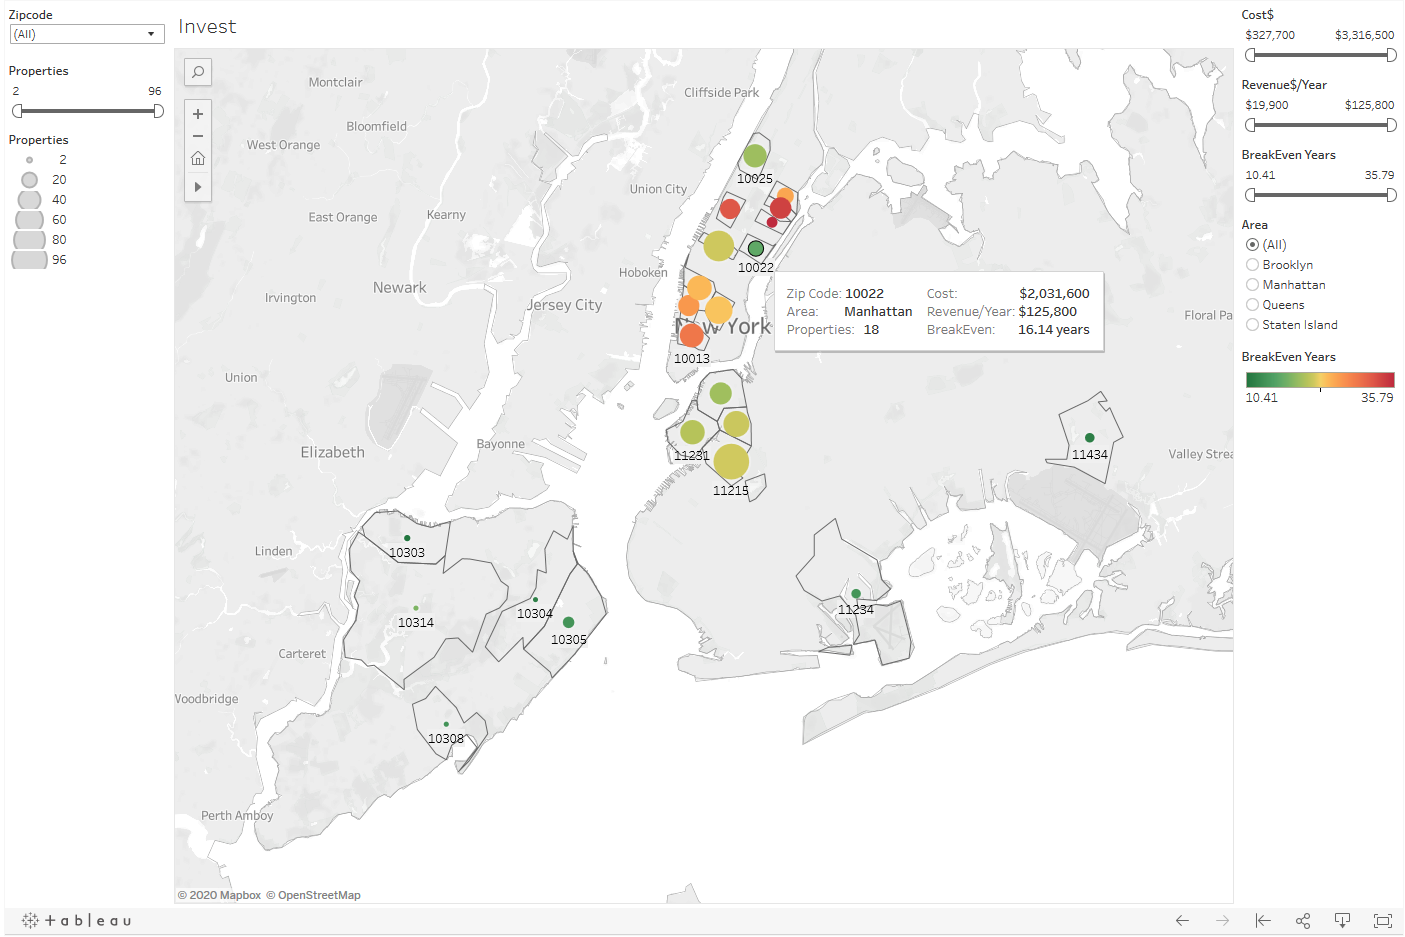 Zipcode
(All)
Properties
2 96
Properties
2
20
40
60
80
96
Invest
Montclair
Cliffside Park
Bloomfield
West Orange
10025
Union City
East Orange
Kearny
10022
Hoboken
Newark
Irvington
Jersey City
New York
10013
Zip Code: 10022 Cost: $2,031,600
Area: Manhattan Revenue/Year: $125,800
Properties: 18 BreakEven: 16.14 years
Floral Pa
Union
Elizabeth
Bayonne
11231
11215
11434
Valley Strea
Linden
10303
10314
10304
10305
11234
Carteret
Woodbridge
10308
Perth Amboy
© 2020 Mapbox © OpenStreetMap
Cost$
$327,700 $3,316,500
Revenue$/Year
$19,900 $125,800
BreakEven Years
10.41 35.79
Area
(All)
Brooklyn
Manhattan
Queens
Staten Island
BreakEven Years
10.41 35.79
+ableau